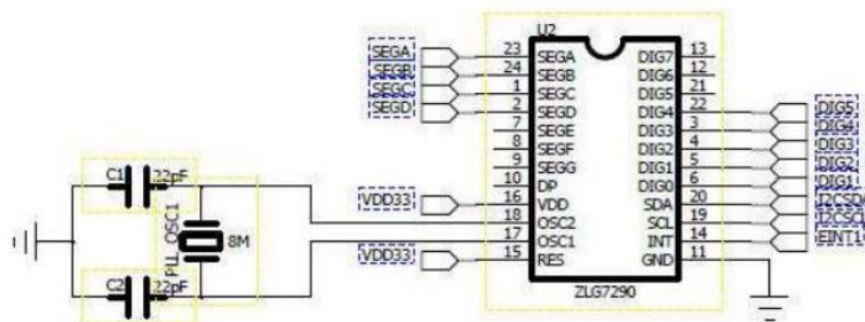 U2
SEGA 23 SEGA DIG7 13
SEGB 24 SEGB DIG6 12
SEGC 1 SEGC DIG5 21
SEGD 2 SEGD DIG4 22 DIG5
7 SEGE DIG3 3 DIG4
8 SEGF DIG2 4 DIG3
9 SEGG DIG1 5 DIG2
10 DP DIG0 6 DIG1
VDD33 16 VDD SDA 20
18 OSC2 SCL 19
17 OSC1 INT 14 EINT1
VDD33 15 RES GND 11
ZLG7290
C1 22pF
PLL_OSC1 8M
C2 22pF